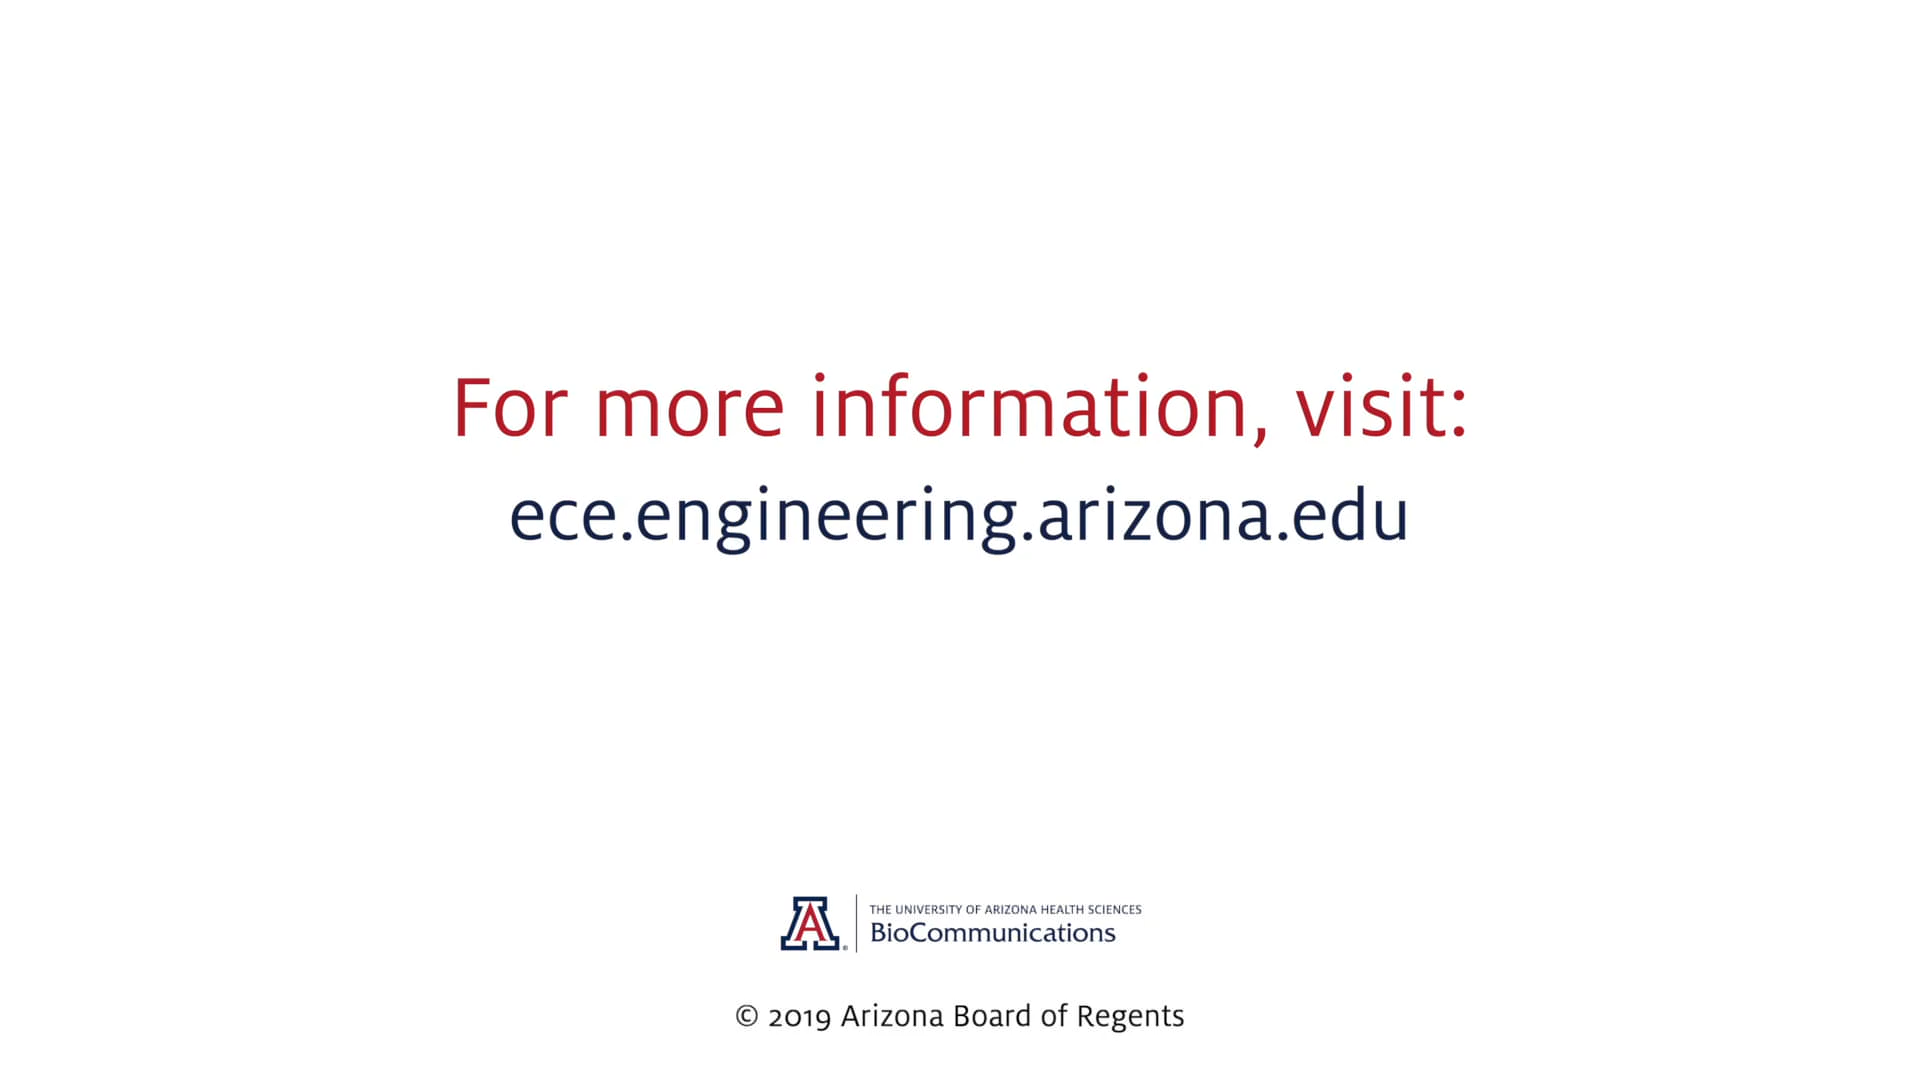 For more information, visit:
ece.engineering.arizona.edu
A
THE UNIVERSITY OF ARIZONA HEALTH SCIENCES
BioCommunications
© 2019 Arizona Board of Regents